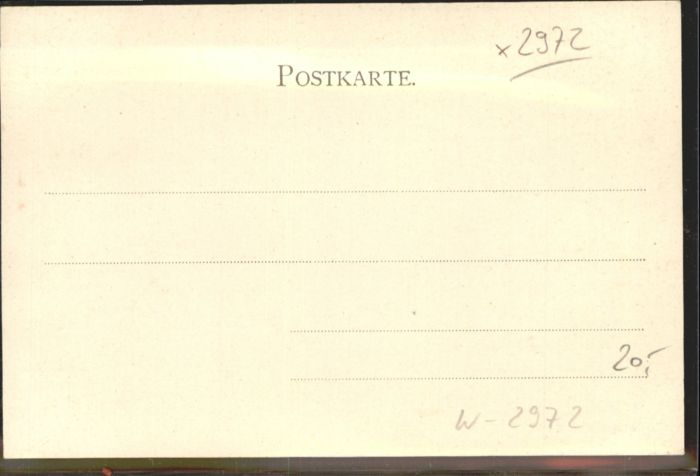 x 2972
POSTKARTE.
20,-
W-2972